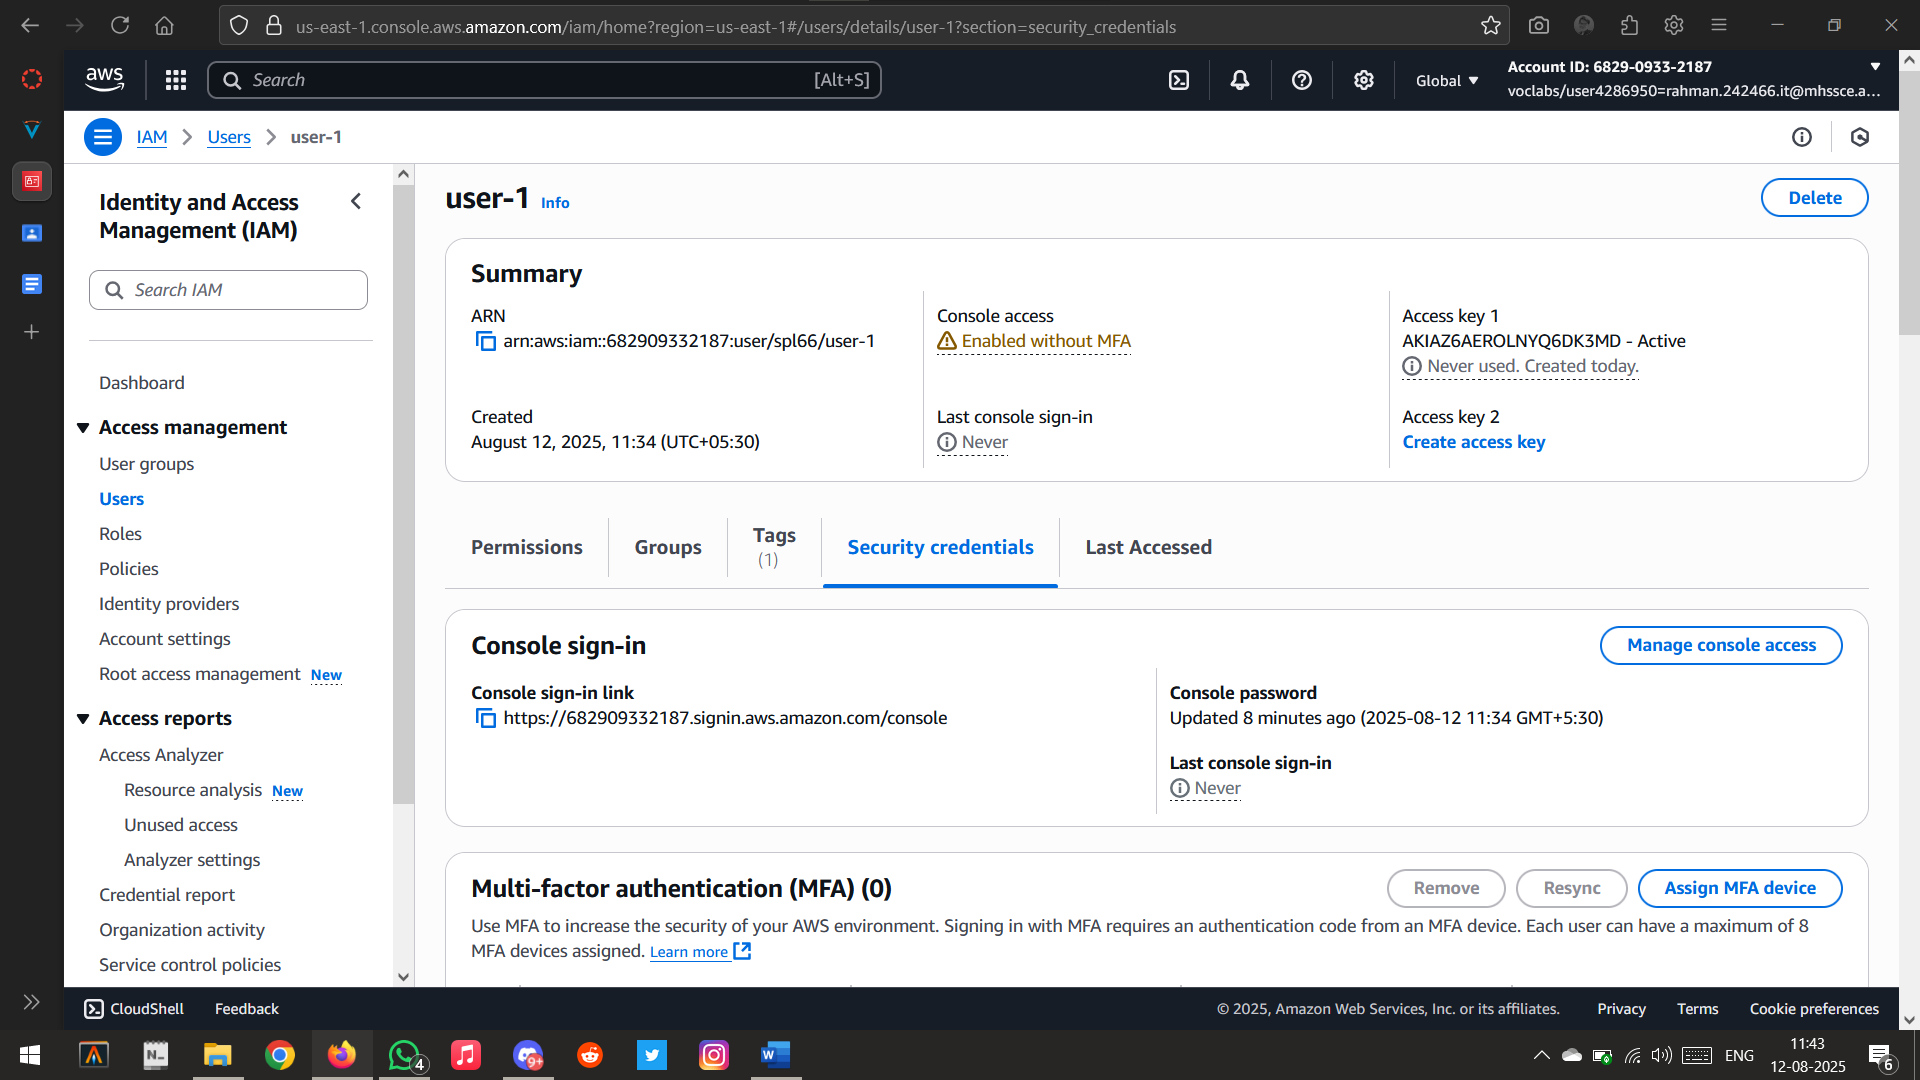 us-east-1.console.aws.amazon.com/iam/home?region=us-east-1#/users/details/user-1?section=security_credentials
aws
Search
[Alt+S]
Global
Account ID: 6829-0933-2187
voclabs/user4286950=rahman.242466.it@mhssce.a...
IAM
Users
user-1
Identity and Access
Management (IAM)
Search IAM
Dashboard
Access management
User groups
Users
Roles
Policies
Identity providers
Account settings
Root access management New
Access reports
Access Analyzer
Resource analysis New
Unused access
Analyzer settings
Credential report
Organization activity
Service control policies
user-1 Info
Delete
Summary
ARN
arn:aws:iam::682909332187:user/spl66/user-1
Created
August 12, 2025, 11:34 (UTC+05:30)
Console access
Enabled without MFA
Last console sign-in
Never
Access key 1
AKIAZ6AEROLNYQ6DK3MD - Active
Never used. Created today.
Access key 2
Create access key
Permissions
Groups
Tags
(1)
Security credentials
Last Accessed
Console sign-in
Manage console access
Console sign-in link
https://682909332187.signin.aws.amazon.com/console
Console password
Updated 8 minutes ago (2025-08-12 11:34 GMT+5:30)
Last console sign-in
Never
Multi-factor authentication (MFA) (0)
Remove
Resync
Assign MFA device
Use MFA to increase the security of your AWS environment. Signing in with MFA requires an authentication code from an MFA device. Each user can have a maximum of 8
MFA devices assigned. Learn more
CloudShell
Feedback
© 2025, Amazon Web Services, Inc. or its affiliates.
Privacy
Terms
Cookie preferences
N_
4
9+
W
ENG
11:43
12-08-2025
6